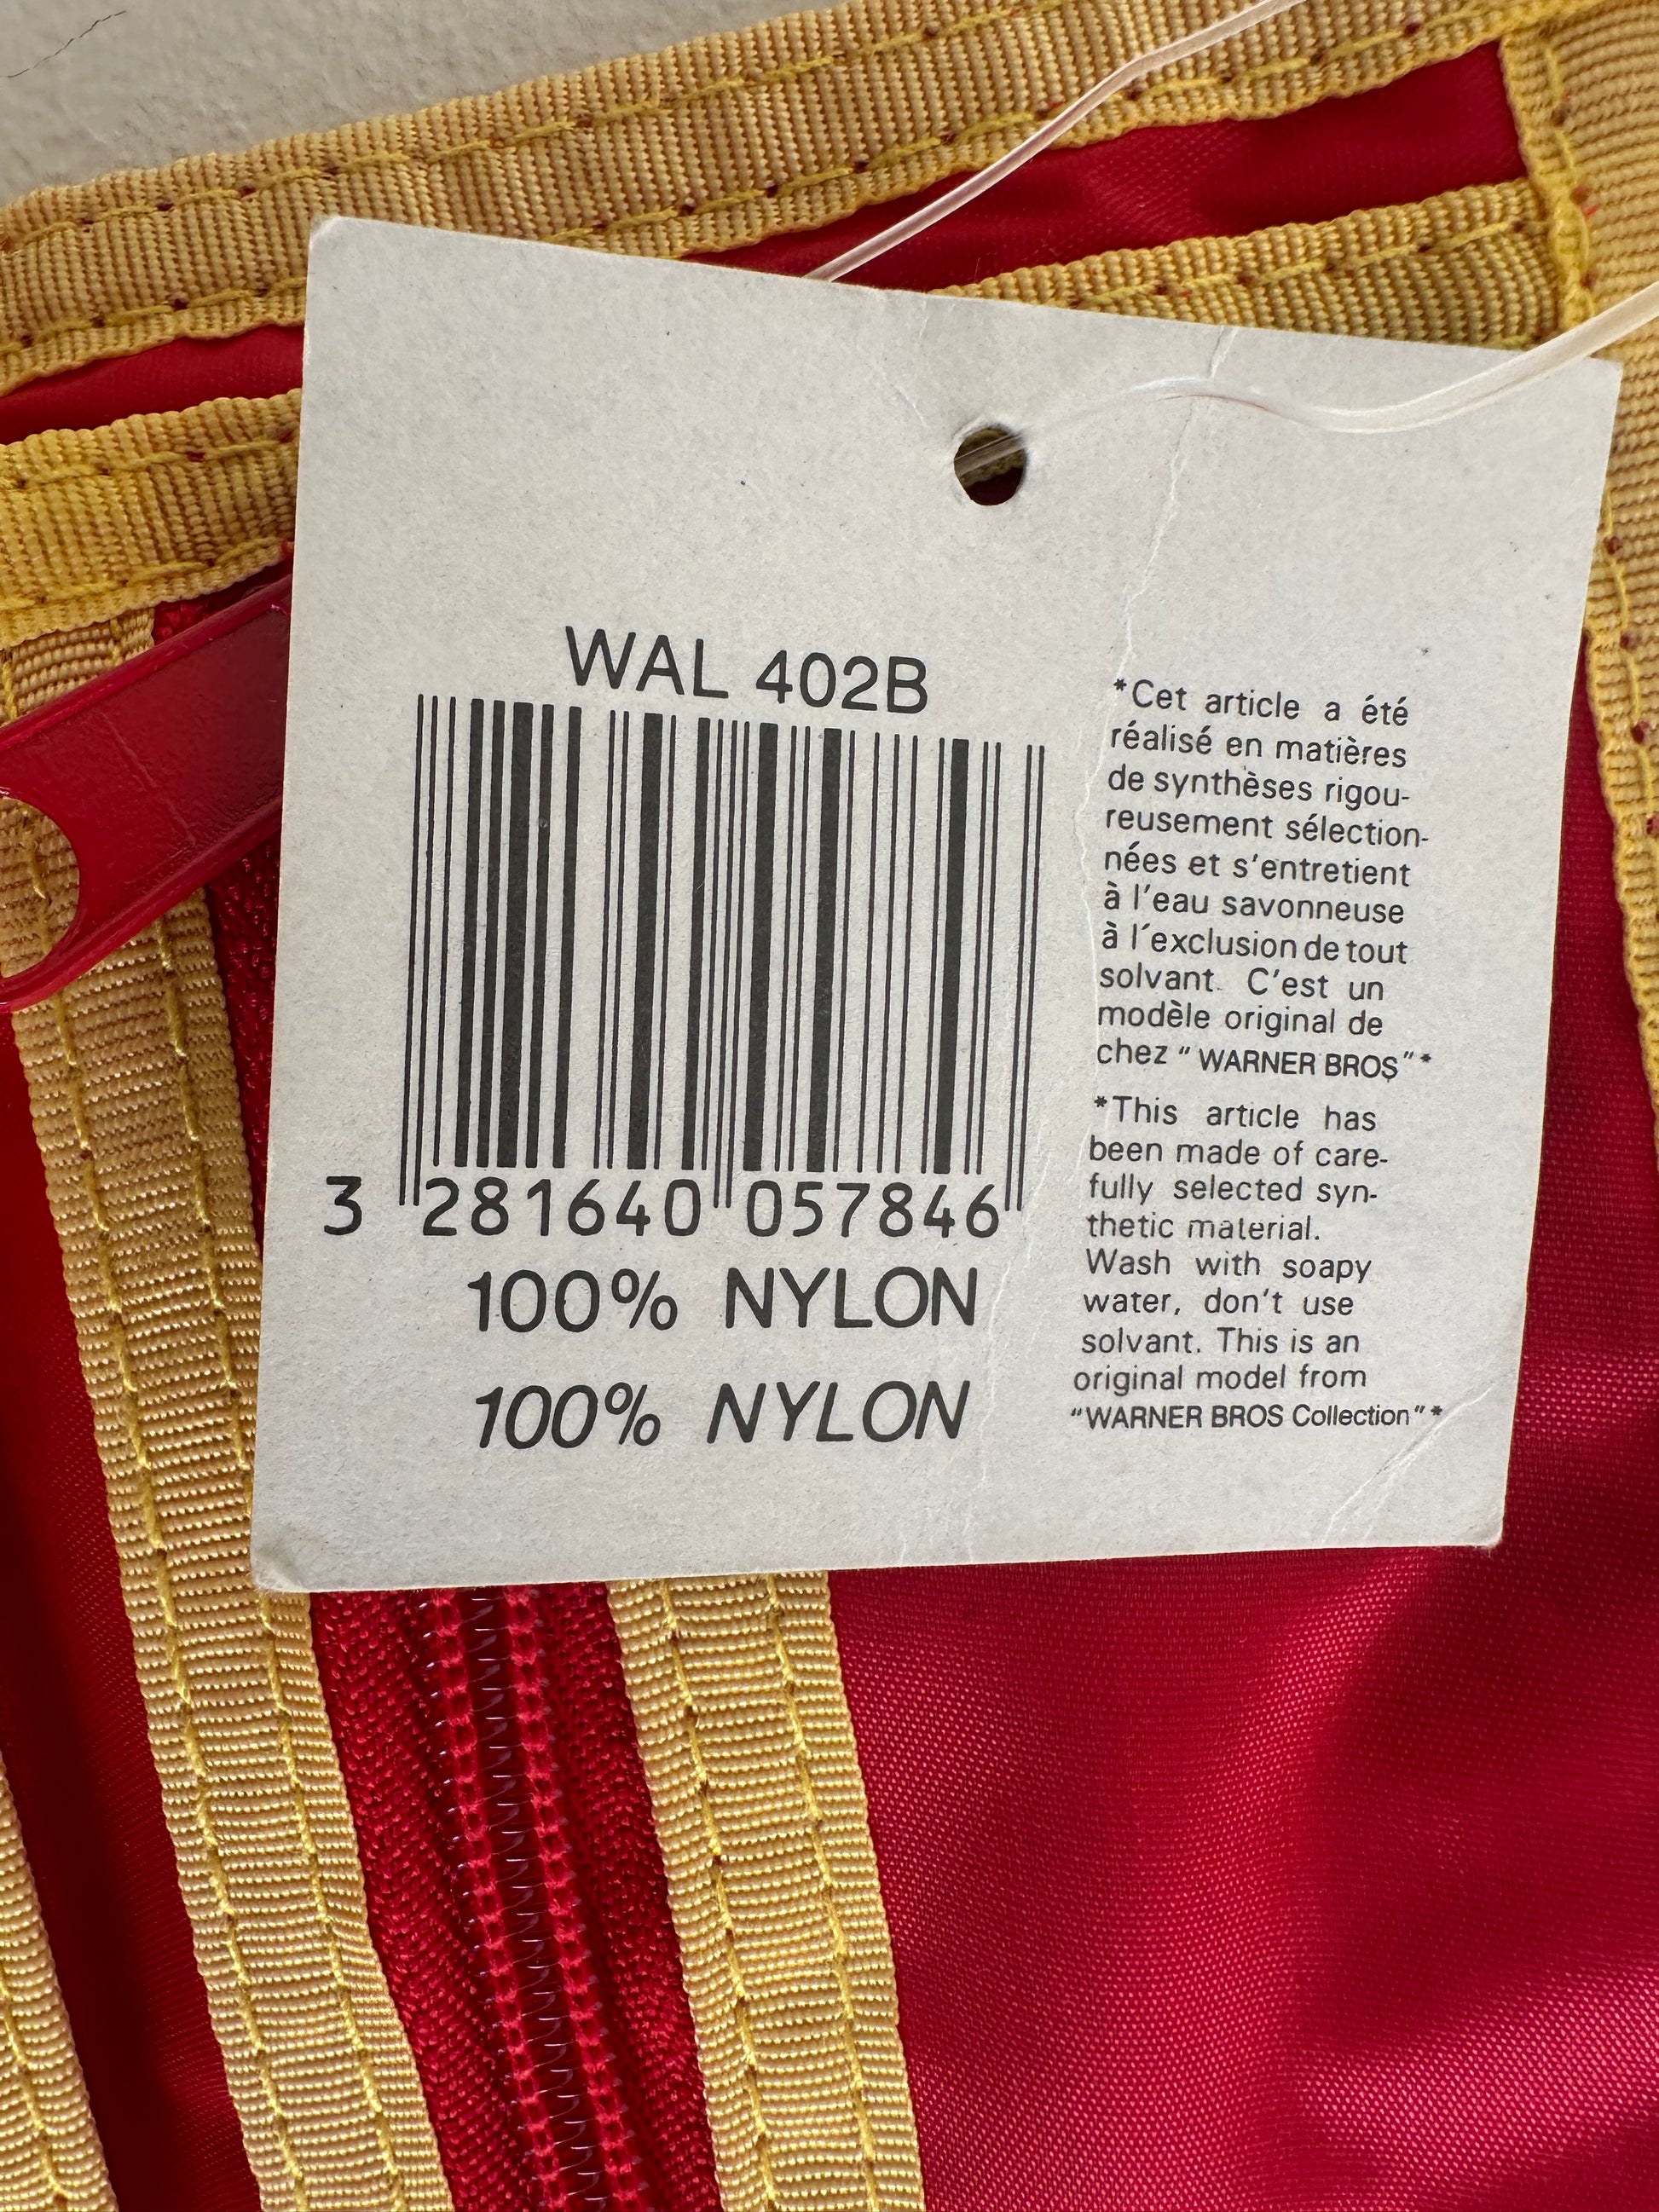 WAL 402B
3 281640 057846
100% NYLON
100% NYLON
*Cet article a été
réalisé en matières
de synthèses rigou-
reusement sélection-
nées et s'entretient
à l'eau savonneuse
à l'exclusion de tout
solvant. C'est un
modèle original de
chez "WARNER BROS"*
*This article has
been made of care-
fully selected syn-
thetic material.
Wash with soapy
water, don't use
solvant. This is an
original model from
"WARNER BROS Collection"*